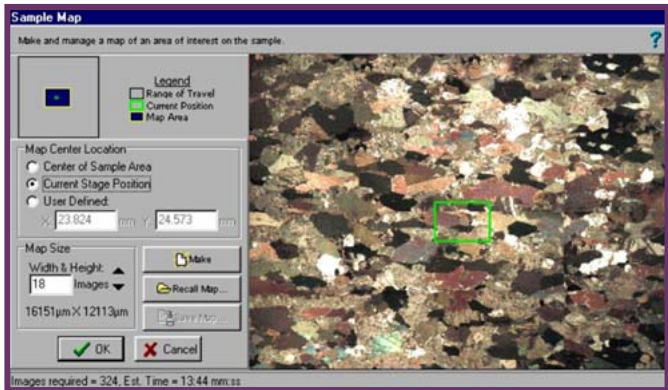 Sample Map
Make and manage a map of an area of interest on the sample.
?
Legend
Range of Travel
Current Position
Map Area
Map Center Location
Center of Sample Area
Current Stage Position
User Defined:
X: 23.824 mm Y: 24.573 mm
Map Size
Width & Height:
18 Images
16151µm X 12113µm
Make
Recall Map...
Save Map...
OK
Cancel
Images required = 324, Est. Time = 13:44 mm:ss